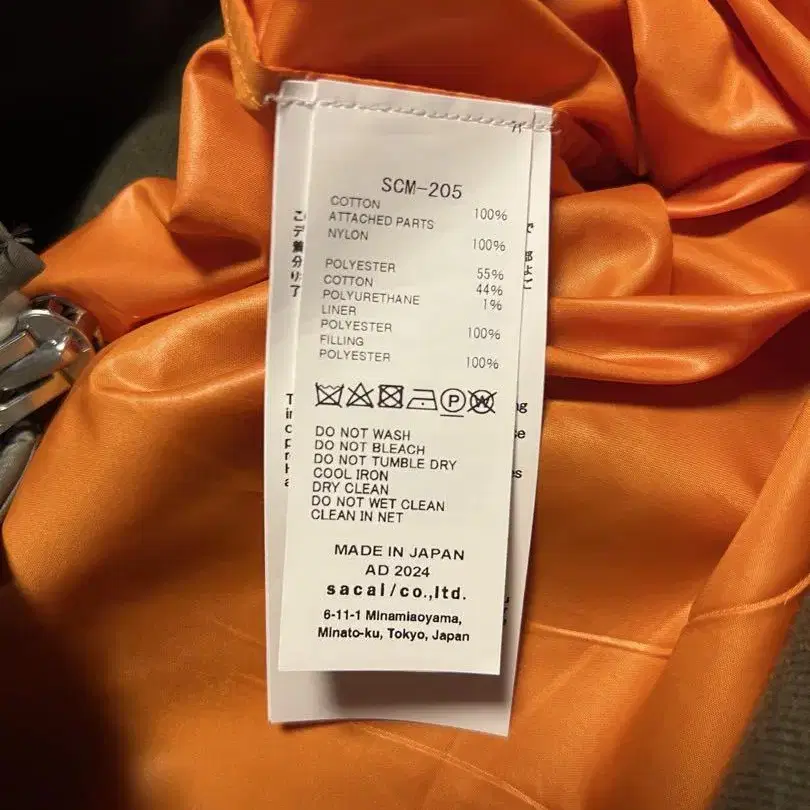 SCM-205
COTTON 100%
ATTACHED PARTS
NYLON 100%
POLYESTER 55%
COTTON 44%
POLYURETHANE 1%
LINER
POLYESTER 100%
FILLING
POLYESTER 100%
DO NOT WASH
DO NOT BLEACH
DO NOT TUMBLE DRY
COOL IRON
DRY CLEAN
DO NOT WET CLEAN
CLEAN IN NET
MADE IN JAPAN
AD 2024
sacai/co.,ltd.
6-11-1 Minamiaoyama,
Minato-ku, Tokyo, Japan